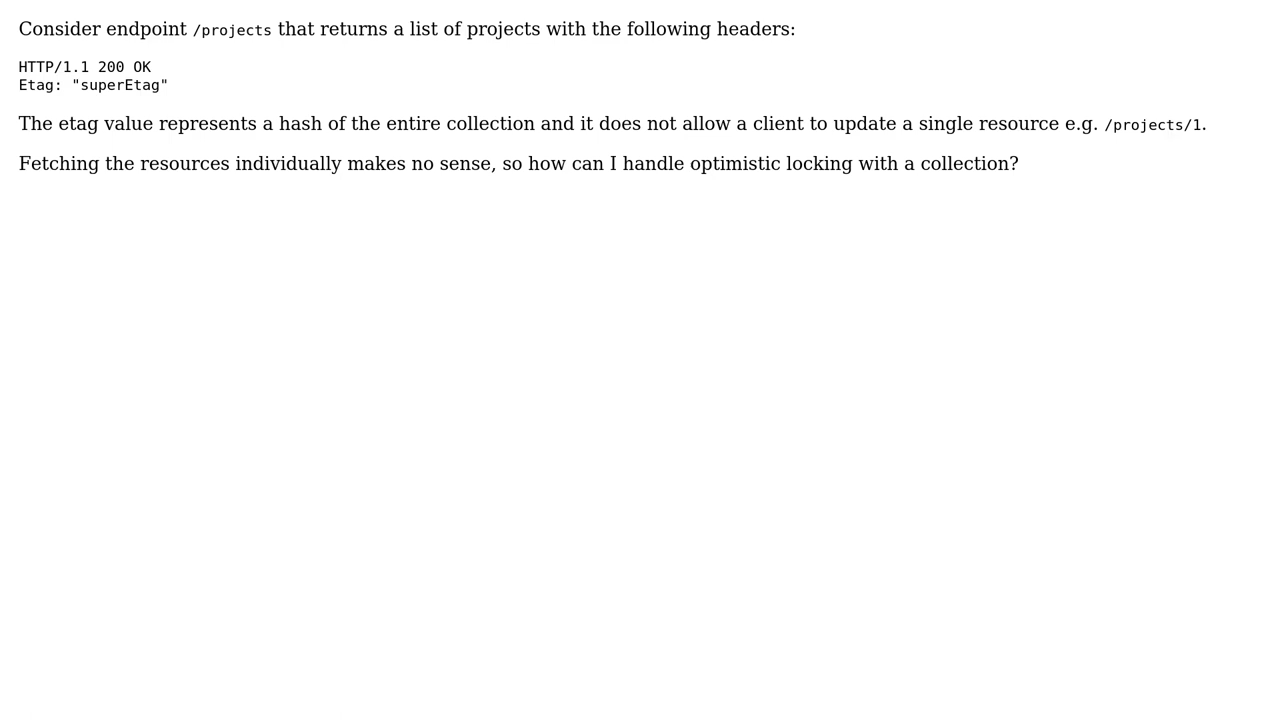 Consider endpoint /projects that returns a list of projects with the following headers:
HTTP/1.1 200 OK
Etag: "superEtag"
The etag value represents a hash of the entire collection and it does not allow a client to update a single resource e.g. /projects/1.
Fetching the resources individually makes no sense, so how can I handle optimistic locking with a collection?